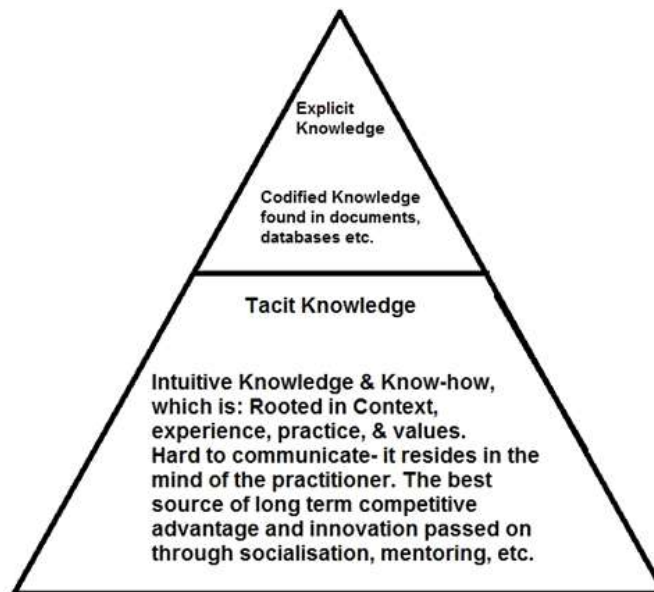 Explicit
Knowledge
Codified Knowledge
found in documents,
databases etc.
Tacit Knowledge
Intuitive Knowledge & Know-how,
which is: Rooted in Context,
experience, practice, & values.
Hard to communicate- it resides in the
mind of the practitioner. The best
source of long term competitive
advantage and innovation passed on
through socialisation, mentoring, etc.